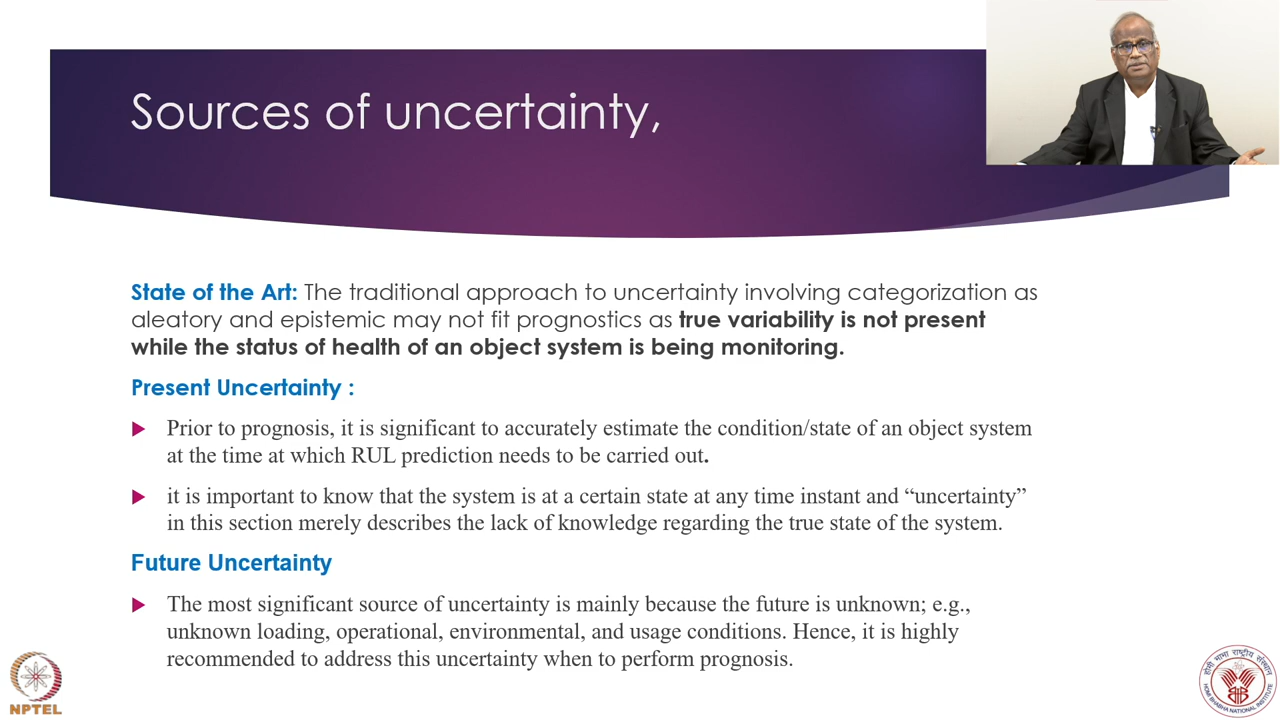 Sources of uncertainty,
State of the Art: The traditional approach to uncertainty involving categorization as
aleatory and epistemic may not fit prognostics as true variability is not present
while the status of health of an object system is being monitoring.
Present Uncertainty :
Prior to prognosis, it is significant to accurately estimate the condition/state of an object system
at the time at which RUL prediction needs to be carried out.
it is important to know that the system is at a certain state at any time instant and “uncertainty”
in this section merely describes the lack of knowledge regarding the true state of the system.
Future Uncertainty
The most significant source of uncertainty is mainly because the future is unknown; e.g.,
unknown loading, operational, environmental, and usage conditions. Hence, it is highly
recommended to address this uncertainty when to perform prognosis.
NPTEL
होमी भाभा राष्ट्रीय संस्थान
HOMI BHABHA NATIONAL INSTITUTE